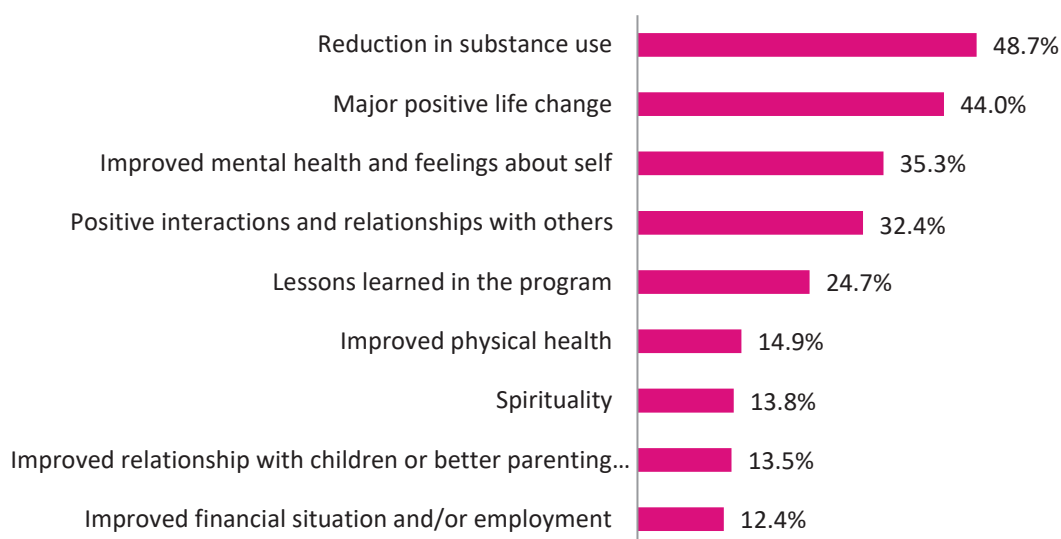 Reduction in substance use 48.7%
Major positive life change 44.0%
Improved mental health and feelings about self 35.3%
Positive interactions and relationships with others 32.4%
Lessons learned in the program 24.7%
Improved physical health 14.9%
Spirituality 13.8%
Improved relationship with children or better parenting… 13.5%
Improved financial situation and/or employment 12.4%